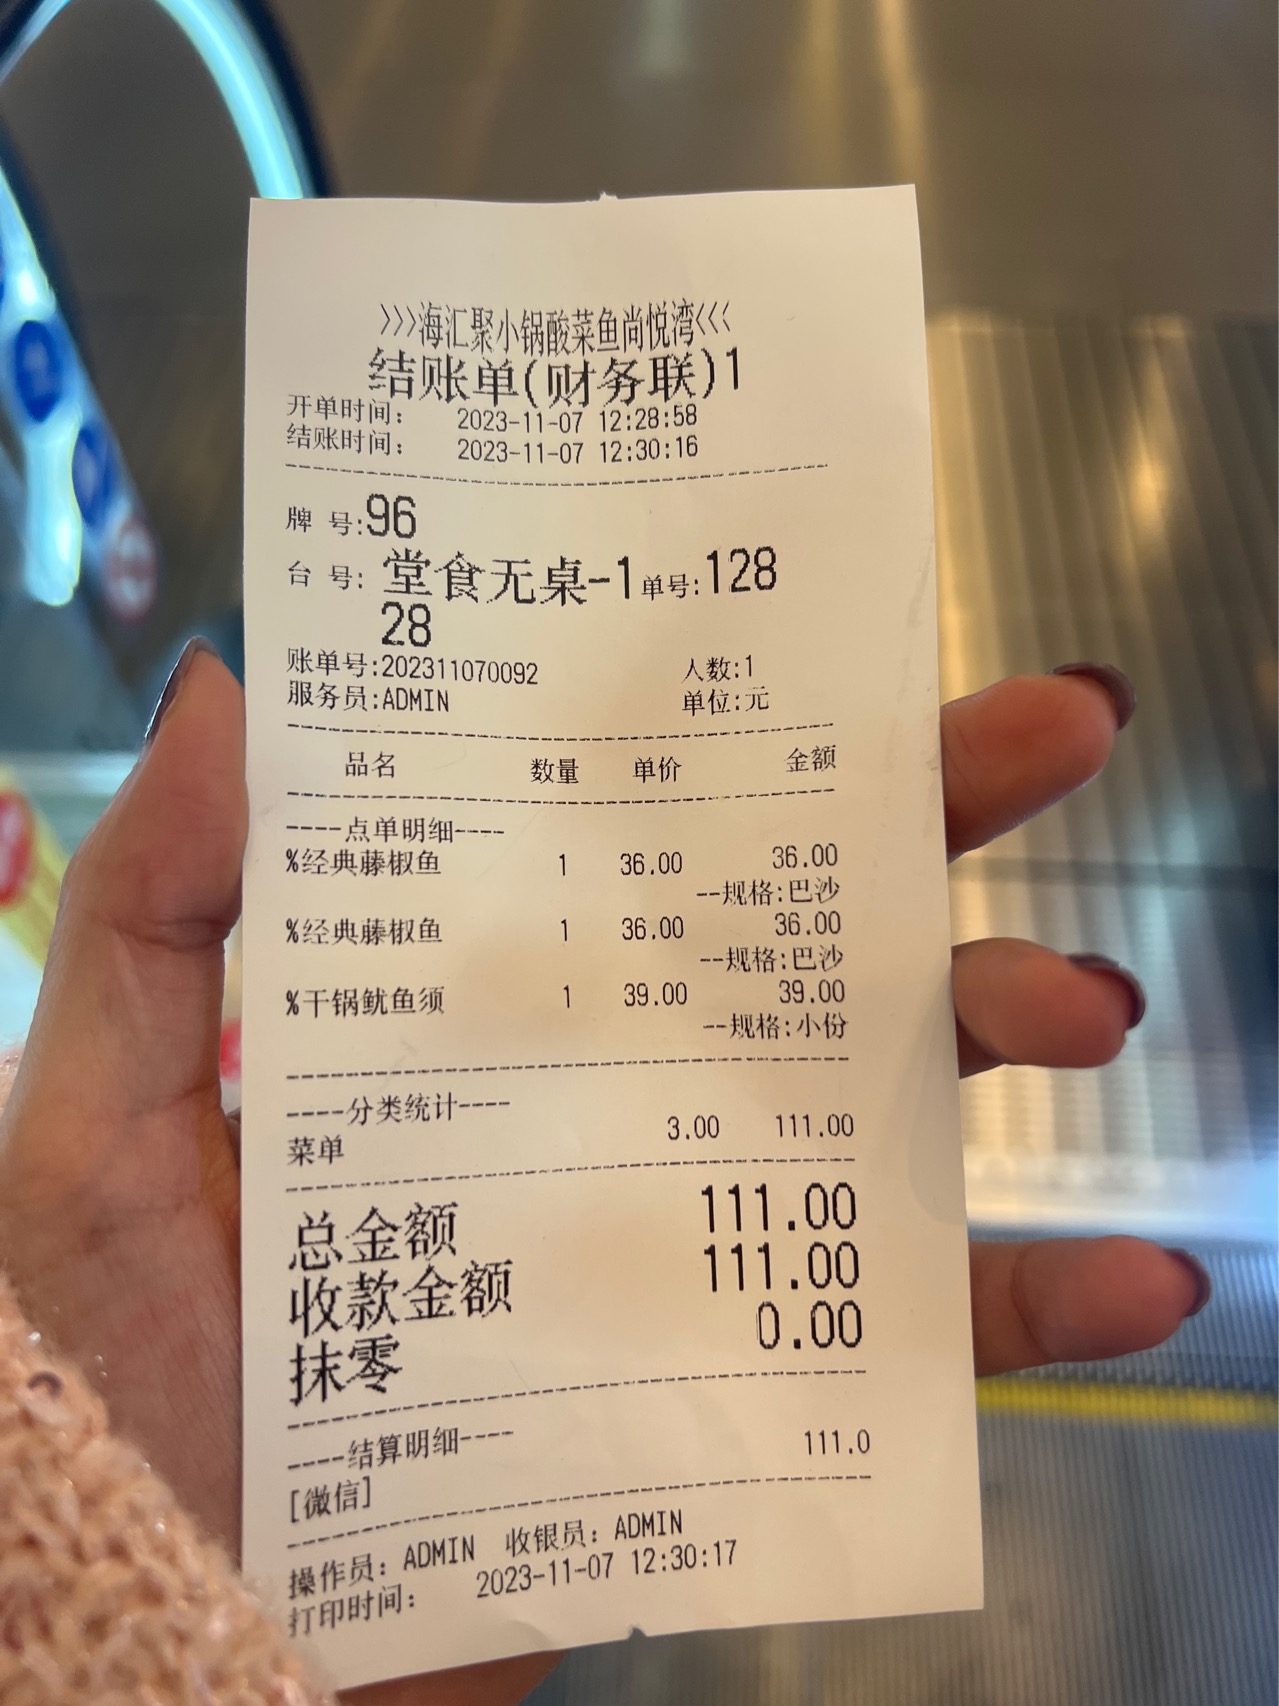 >>>海汇聚小锅酸菜鱼尚悦湾<<<
结账单(财务联)1
开单时间: 2023-11-07 12:28:58
结账时间: 2023-11-07 12:30:16
牌 号:96
台 号: 堂食无桌-1 单号:128
28
账单号:202311070092 人数:1
服务员:ADMIN 单位:元
品名 数量 单价 金额
----点单明细----
%经典藤椒鱼 1 36.00 36.00
--规格:巴沙
%经典藤椒鱼 1 36.00 36.00
--规格:巴沙
%干锅鱿鱼须 1 39.00 39.00
--规格:小份
----分类统计----
菜单 3.00 111.00
总金额 111.00
收款金额 111.00
抹零 0.00
----结算明细----
[微信] 111.0
操作员: ADMIN 收银员: ADMIN
打印时间: 2023-11-07 12:30:17